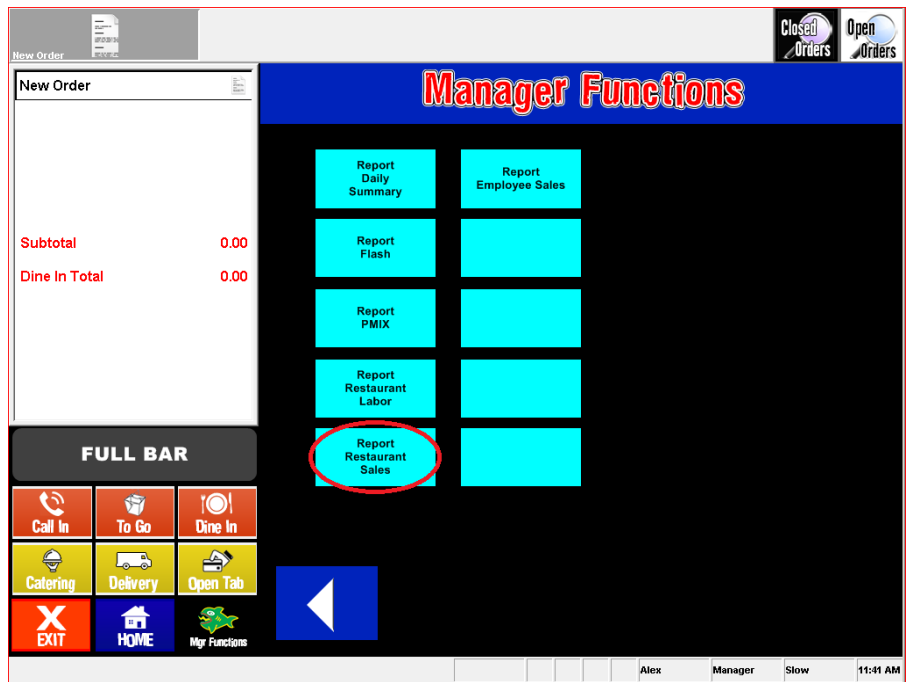 New Order
Closed
Orders
Open
Orders
New Order
Manager Functions
Subtotal 0.00
Dine In Total 0.00
Report
Daily
Summary
Report
Employee Sales
Report
Flash
Report
PMIX
Report
Restaurant
Labor
Report
Restaurant
Sales
FULL BAR
Call In
To Go
Dine In
Catering
Delivery
Open Tab
X
EXIT
HOME
Mgr Functions
Alex
Manager
Slow
11:41 AM